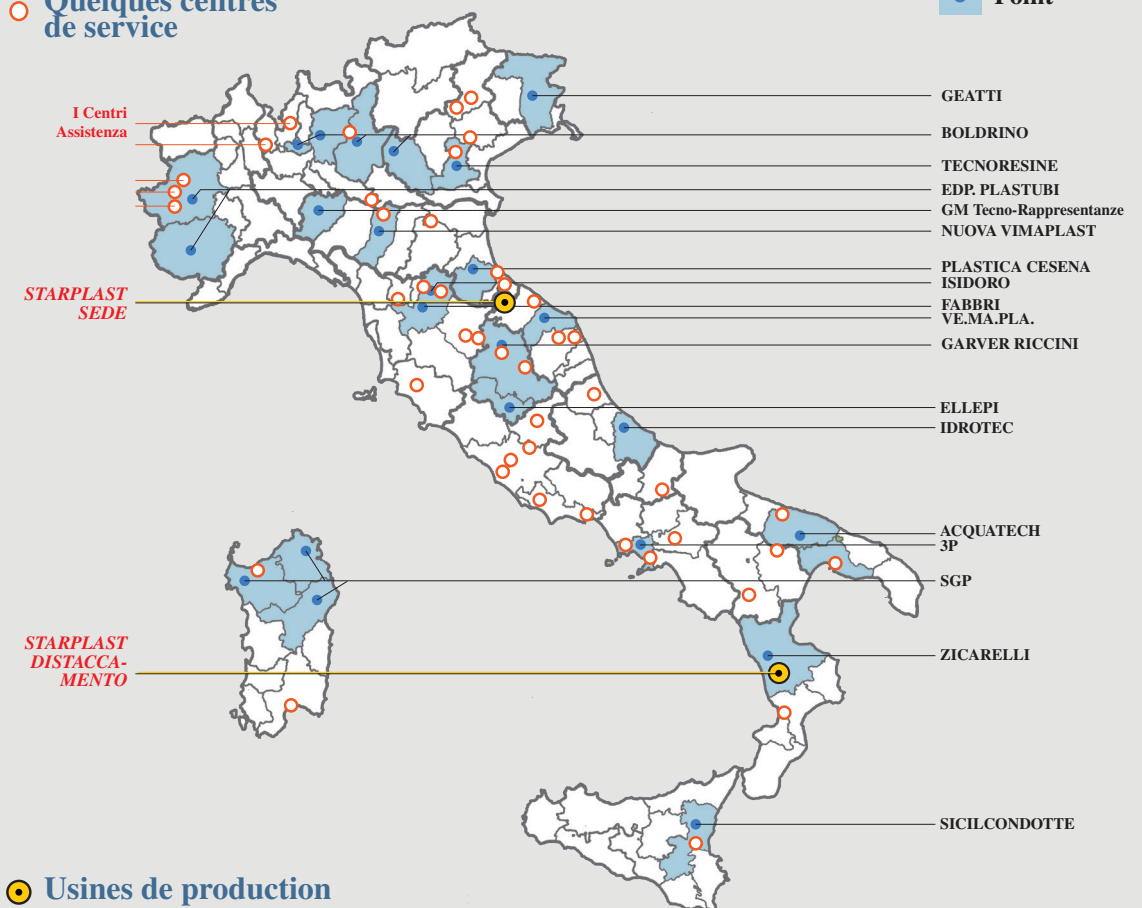 Quelques centres
de service
Point
I Centri
Assistenza
GEATTI
BOLDRINO
TECNORESINE
EDP. PLASTUBI
GM Tecno-Rappresentanze
NUOVA VIMAPLAST
PLASTICA CESENA
ISIDORO
STARPLAST
SEDE
FABBRI
VE.MA.PLA.
GARVER RICCINI
ELLEPI
IDROTEC
ACQUATECH
3P
SGP
STARPLAST
DISTACCA-
MENTO
ZICARELLI
SICILCONDOTTE
Usines de production